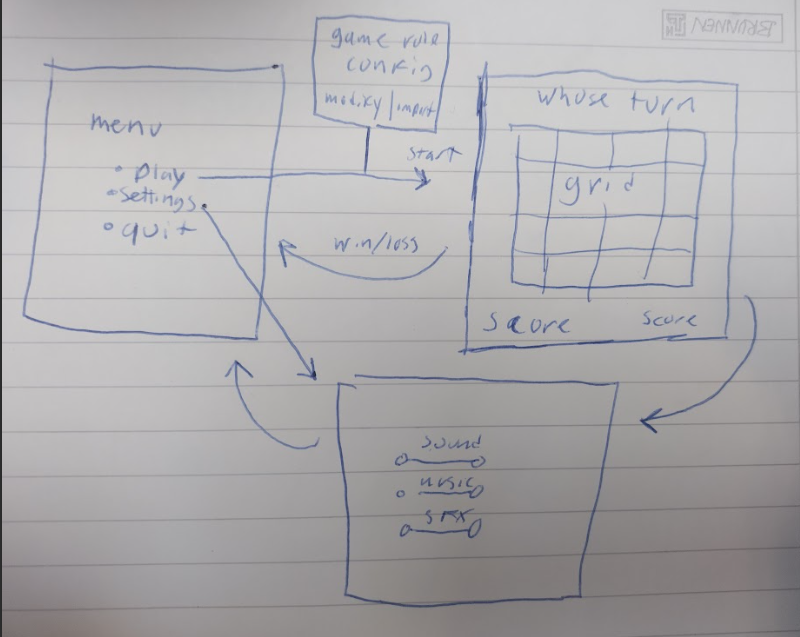 BRUNNEN
game rule
config
modify | import
menu
• Play
• Settings
• quit
Start
win/loss
whose turn
grid
score
score
sound
music
SFX